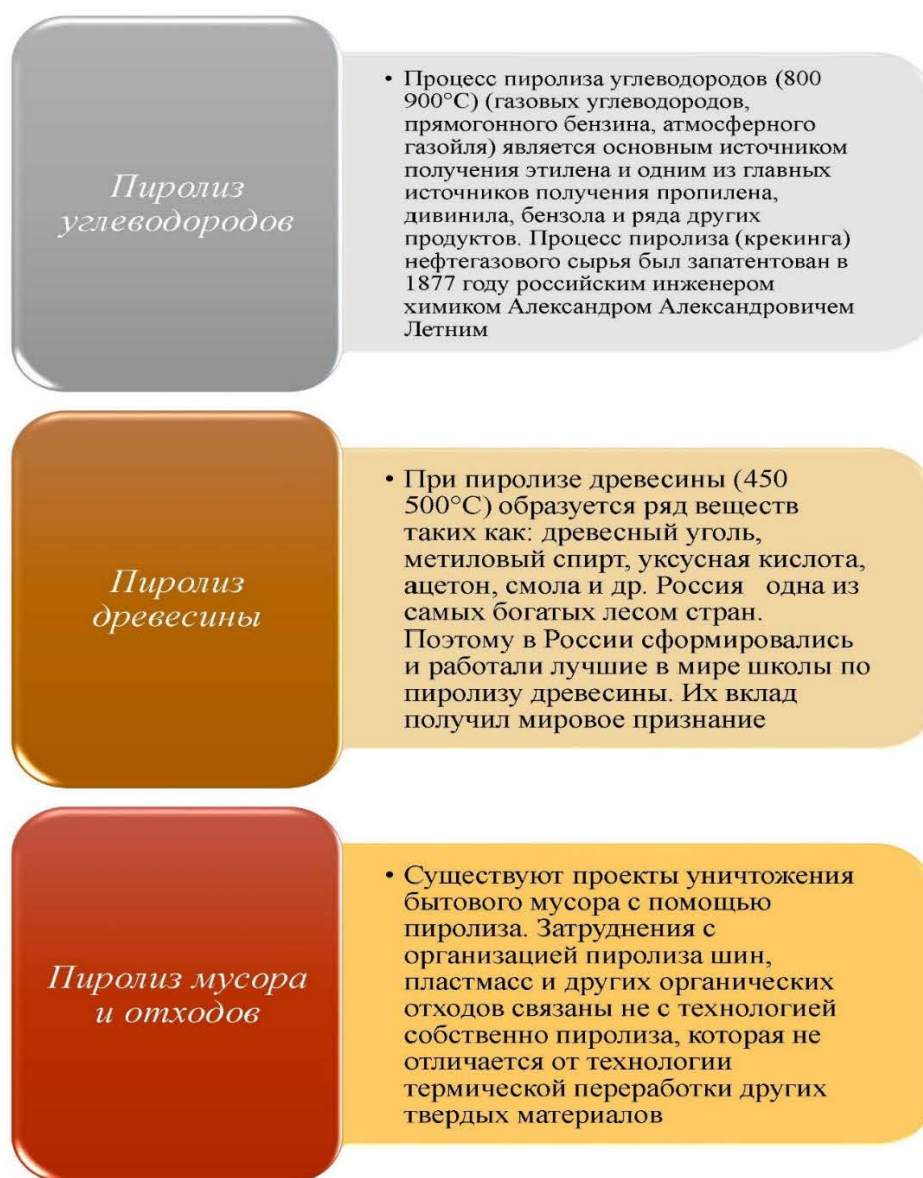 Пиролиз
углеводородов
• Процесс пиролиза углеводородов (800
900°С) (газовых углеводородов,
прямогонного бензина, атмосферного
газойля) является основным источником
получения этилена и одним из главных
источников получения пропилена,
дивинила, бензола и ряда других
продуктов. Процесс пиролиза (крекинга)
нефтегазового сырья был запатентован в
1877 году российским инженером
химиком Александром Александровичем
Летним
Пиролиз
древесины
• При пиролизе древесины (450
500°С) образуется ряд веществ
таких как: древесный уголь,
метиловый спирт, уксусная кислота,
ацетон, смола и др. Россия одна из
самых богатых лесом стран.
Поэтому в России сформировались
и работали лучшие в мире школы по
пиролизу древесины. Их вклад
получил мировое признание
Пиролиз мусора
и отходов
• Существуют проекты уничтожения
бытового мусора с помощью
пиролиза. Затруднения с
организацией пиролиза шин,
пластмасс и других органических
отходов связаны не с технологией
собственно пиролиза, которая не
отличается от технологии
термической переработки других
твердых материалов